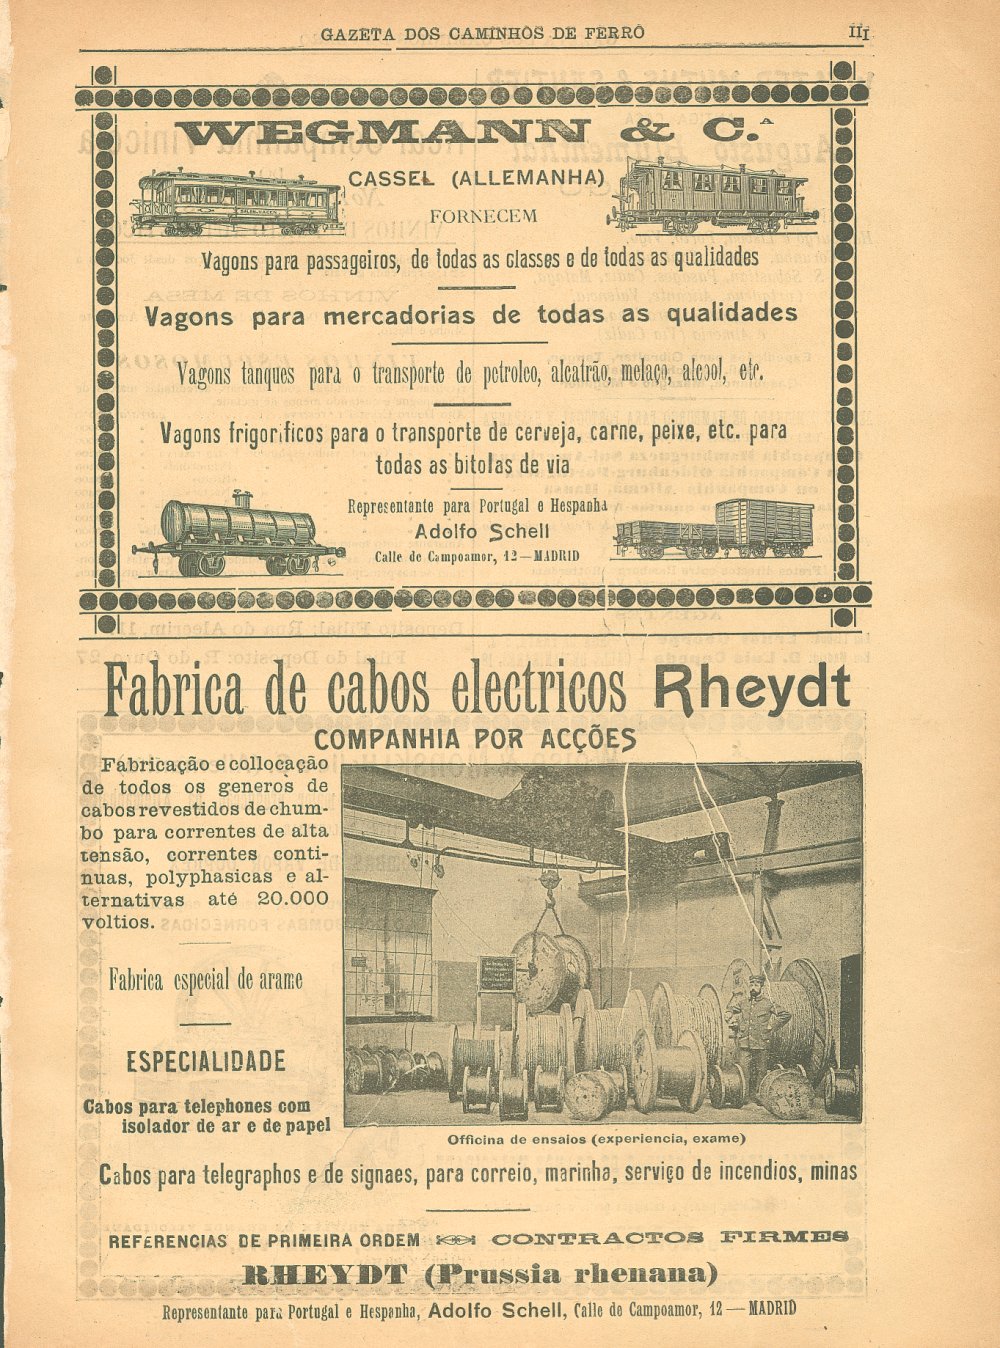 GAZETA DOS CAMINHOS DE FERRO
III
WEGMANN & C.ᴬ
CASSEL (ALLEMANHA)
FORNECEM
Vagons para passageiros, de todas as classes e de todas as qualidades
Vagons para mercadorias de todas as qualidades
Vagons tanques para o transporte de petroleo, alcatrão, melaço, alcool, etc.
Vagons frigorificos para o transporte de cerveja, carne, peixe, etc. para
todas as bitolas de via
Representante para Portugal e Hespanha
Adolfo Schell
Calle de Campoamor, 12—MADRID
Fabrica de cabos electricos Rheydt
COMPANHIA POR ACÇÕES
Fabricação e collocação
de todos os generos de
cabos revestidos de chum-
bo para correntes de alta
tensão, correntes conti-
nuas, polyphasicas e al-
ternativas até 20.000
voltios.
Fabrica especial de arame
ESPECIALIDADE
Cabos para telephones com
isolador de ar e de papel
Officina de ensaios (experiencia, exame)
Cabos para telegraphos e de signaes, para correio, marinha, serviço de incendios, minas
REFERENCIAS DE PRIMEIRA ORDEM CONTRACTOS FIRMES
RHEYDT (Prussia rhenana)
Representante para Portugal e Hespanha, Adolfo Schell, Calle de Campoamor, 12—MADRID